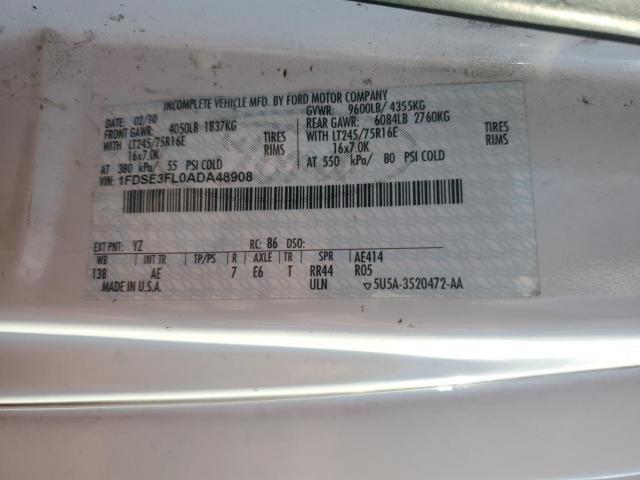 INCOMPLETE VEHICLE MFD. BY FORD MOTOR COMPANY
DATE: 02/10 GVWR: 9600LB/ 4355KG
FRONT GAWR: 4050LB 1837KG REAR GAWR: 6084LB 2760KG
WITH LT245/75R16E TIRES WITH LT245/75R16E TIRES
16x7.0K RIMS 16x7.0K RIMS
AT 380 kPa/ 55 PSI COLD AT 550 kPa/ 80 PSI COLD
VIN: 1FDSE3FL0ADA48908
EXT PNT: YZ RC: 86 DSO:
WB INT TR TP/PS R AXLE TR SPR AE414
138 AE 7 E6 T RR44 R05
MADE IN U.S.A. ULN ▽5U5A-3520472-AA